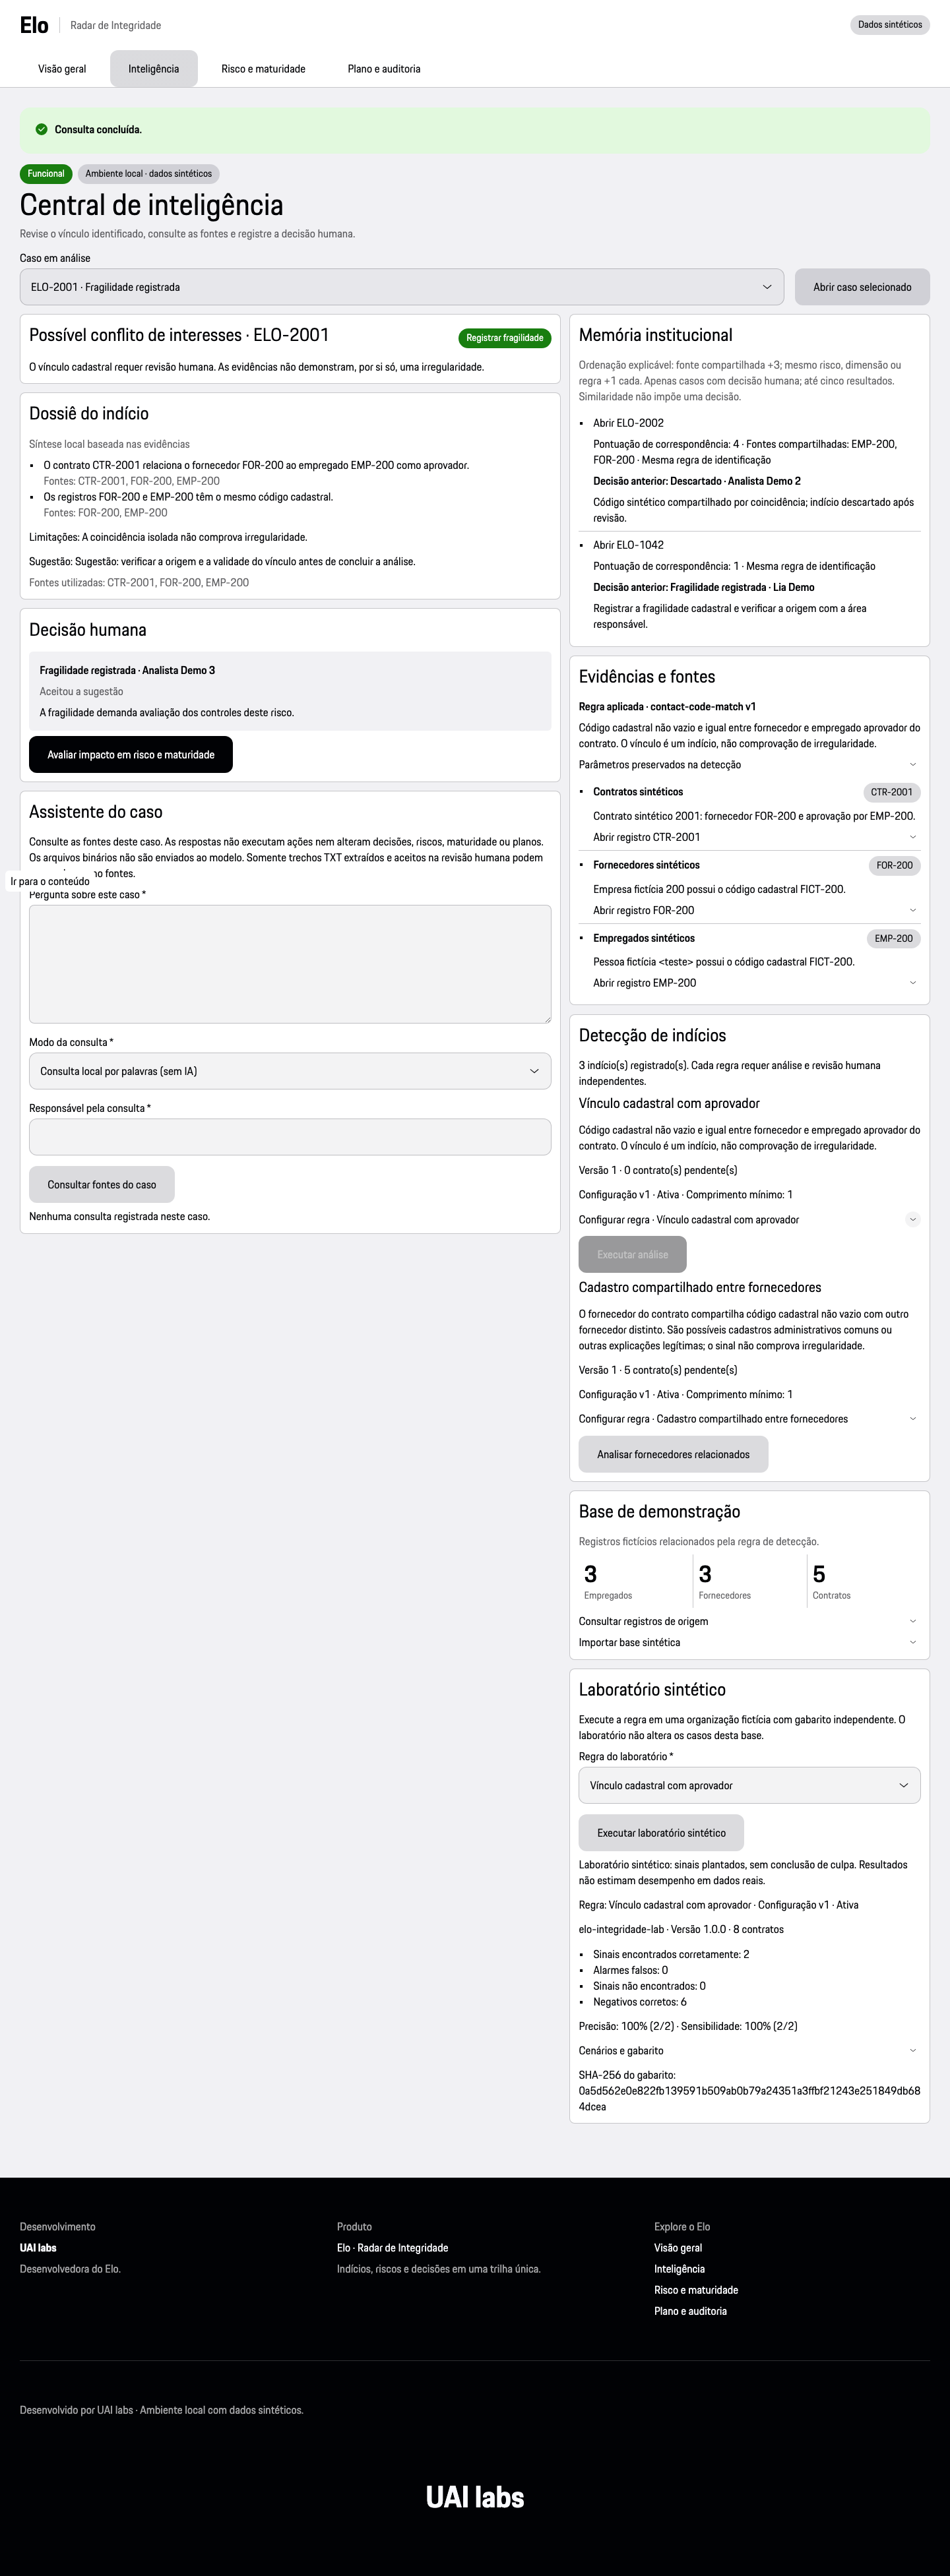 Elo
Radar de Integridade
Dados sintéticos
Visão geral
Inteligência
Risco e maturidade
Plano e auditoria
Consulta concluída.
Funcional
Ambiente local · dados sintéticos
Central de inteligência
Revise o vínculo identificado, consulte as fontes e registre a decisão humana.
Caso em análise
ELO-2001 · Fragilidade registrada
Abrir caso selecionado
Possível conflito de interesses · ELO-2001
Registrar fragilidade
O vínculo cadastral requer revisão humana. As evidências não demonstram, por si só, uma irregularidade.
Dossiê do indício
Síntese local baseada nas evidências
O contrato CTR-2001 relaciona o fornecedor FOR-200 ao empregado EMP-200 como aprovador.
Fontes: CTR-2001, FOR-200, EMP-200
Os registros FOR-200 e EMP-200 têm o mesmo código cadastral.
Fontes: FOR-200, EMP-200
Limitações: A coincidência isolada não comprova irregularidade.
Sugestão: Sugestão: verificar a origem e a validade do vínculo antes de concluir a análise.
Fontes utilizadas: CTR-2001, FOR-200, EMP-200
Decisão humana
Fragilidade registrada · Analista Demo 3
Aceitou a sugestão
A fragilidade demanda avaliação dos controles deste risco.
Avaliar impacto em risco e maturidade
Assistente do caso
Consulte as fontes deste caso. As respostas não executam ações nem alteram decisões, riscos, maturidade ou planos.
Os arquivos binários não são enviados ao modelo. Somente trechos TXT extraídos e aceitos na revisão humana podem
no fontes.
Ir para o conteúdo
Pergunta sobre este caso *
Modo da consulta *
Consulta local por palavras (sem IA)
Responsável pela consulta *
Consultar fontes do caso
Nenhuma consulta registrada neste caso.
Memória institucional
Ordenação explicável: fonte compartilhada +3; mesmo risco, dimensão ou
regra +1 cada. Apenas casos com decisão humana; até cinco resultados.
Similaridade não impõe uma decisão.
Abrir ELO-2002
Pontuação de correspondência: 4 · Fontes compartilhadas: EMP-200,
FOR-200 · Mesma regra de identificação
Decisão anterior: Descartado · Analista Demo 2
Código sintético compartilhado por coincidência; indício descartado após
revisão.
Abrir ELO-1042
Pontuação de correspondência: 1 · Mesma regra de identificação
Decisão anterior: Fragilidade registrada · Lia Demo
Registrar a fragilidade cadastral e verificar a origem com a área
responsável.
Evidências e fontes
Regra aplicada · contact-code-match v1
Código cadastral não vazio e igual entre fornecedor e empregado aprovador do
contrato. O vínculo é um indício, não comprovação de irregularidade.
Parâmetros preservados na detecção
Contratos sintéticos
CTR-2001
Contrato sintético 2001: fornecedor FOR-200 e aprovação por EMP-200.
Abrir registro CTR-2001
Fornecedores sintéticos
FOR-200
Empresa fictícia 200 possui o código cadastral FICT-200.
Abrir registro FOR-200
Empregados sintéticos
EMP-200
Pessoa fictícia <teste> possui o código cadastral FICT-200.
Abrir registro EMP-200
Detecção de indícios
3 indício(s) registrado(s). Cada regra requer análise e revisão humana
independentes.
Vínculo cadastral com aprovador
Código cadastral não vazio e igual entre fornecedor e empregado aprovador do
contrato. O vínculo é um indício, não comprovação de irregularidade.
Versão 1 · 0 contrato(s) pendente(s)
Configuração v1 · Ativa · Comprimento mínimo: 1
Configurar regra · Vínculo cadastral com aprovador
Executar análise
Cadastro compartilhado entre fornecedores
O fornecedor do contrato compartilha código cadastral não vazio com outro
fornecedor distinto. São possíveis cadastros administrativos comuns ou
outras explicações legítimas; o sinal não comprova irregularidade.
Versão 1 · 5 contrato(s) pendente(s)
Configuração v1 · Ativa · Comprimento mínimo: 1
Configurar regra · Cadastro compartilhado entre fornecedores
Analisar fornecedores relacionados
Base de demonstração
Registros fictícios relacionados pela regra de detecção.
3
Empregados
3
Fornecedores
5
Contratos
Consultar registros de origem
Importar base sintética
Laboratório sintético
Execute a regra em uma organização fictícia com gabarito independente. O
laboratório não altera os casos desta base.
Regra do laboratório *
Vínculo cadastral com aprovador
Executar laboratório sintético
Laboratório sintético: sinais plantados, sem conclusão de culpa. Resultados
não estimam desempenho em dados reais.
Regra: Vínculo cadastral com aprovador · Configuração v1 · Ativa
elo-integridade-lab · Versão 1.0.0 · 8 contratos
Sinais encontrados corretamente: 2
Alarmes falsos: 0
Sinais não encontrados: 0
Negativos corretos: 6
Precisão: 100% (2/2) · Sensibilidade: 100% (2/2)
Cenários e gabarito
SHA-256 do gabarito:
0a5d562e0e822fb139591b509ab0b79a24351a3ffbf21243e251849db68
4dcea
Desenvolvimento
UAI labs
Desenvolvedora do Elo.
Produto
Elo · Radar de Integridade
Indícios, riscos e decisões em uma trilha única.
Explore o Elo
Visão geral
Inteligência
Risco e maturidade
Plano e auditoria
Desenvolvido por UAI labs · Ambiente local com dados sintéticos.
UAI labs